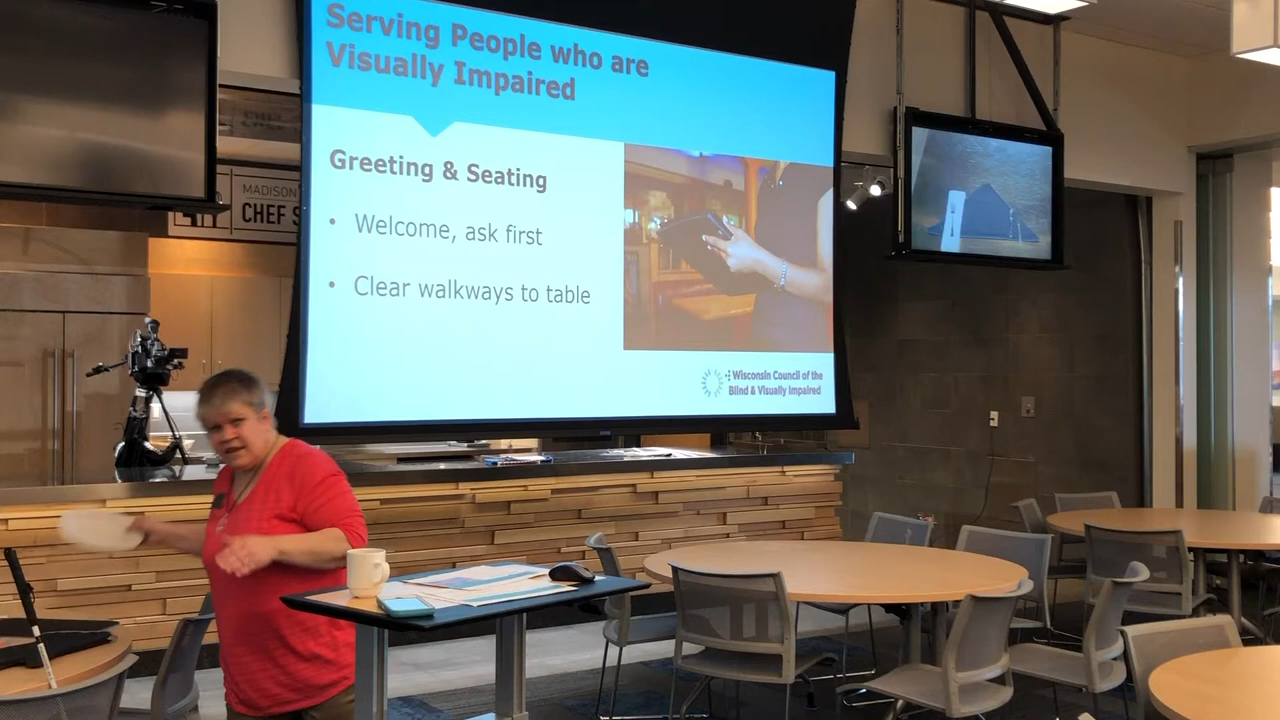 Serving People who are
Visually Impaired
Greeting & Seating
• Welcome, ask first
• Clear walkways to table
Wisconsin Council of the
Blind & Visually Impaired
MADISON
CHEF S